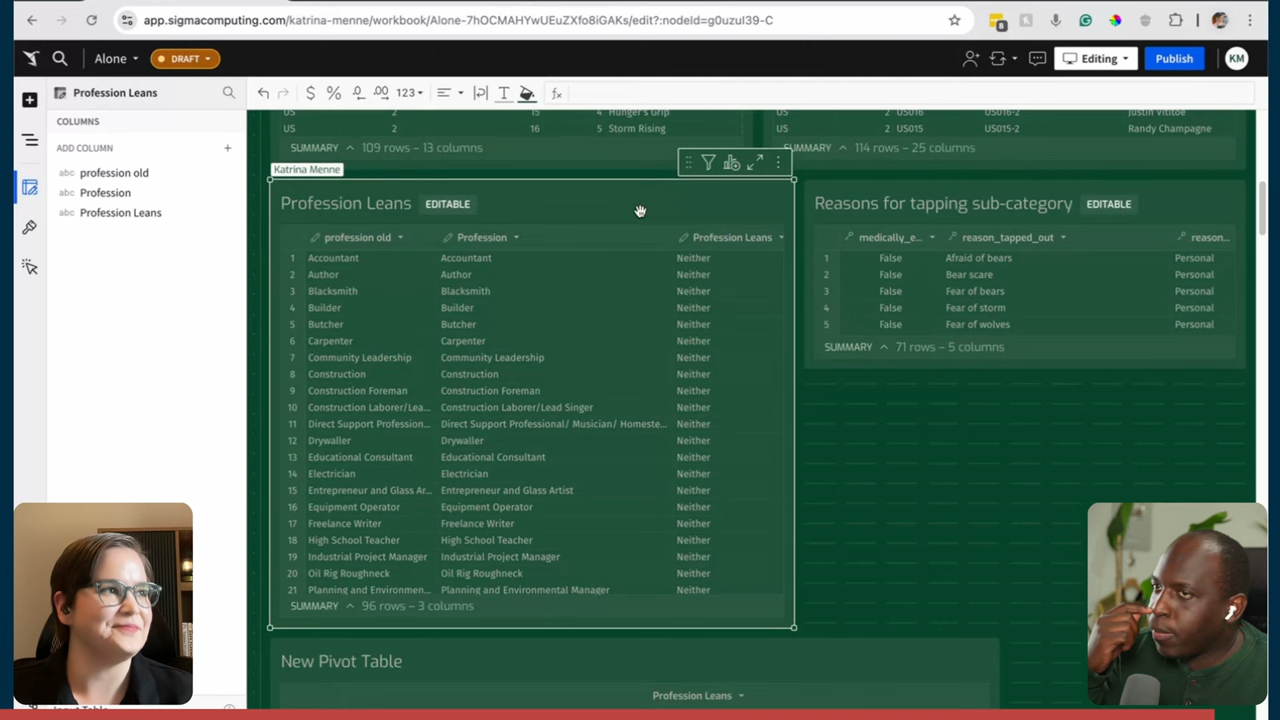 app.sigmacomputing.com/katrina-menne/workbook/Alone-7hOCMAHYwUEuZXfo8iGAKs/edit?:nodeId=g0uzuI39-C
8
Alone
DRAFT
Editing
Publish
KM
Profession Leans
$ % .0 .00 123
fx
COLUMNS
ADD COLUMN
abc profession old
abc Profession
abc Profession Leans
US 2 15 4 Hunger's Grip
US 2 16 5 Storm Rising
SUMMARY 109 rows – 13 columns
US 2 US016 US016-2 Justin Vititoe
US 2 US015 US015-2 Randy Champagne
SUMMARY 114 rows – 25 columns
Katrina Menne
Profession Leans EDITABLE
profession old Profession Profession Leans
1 Accountant Accountant Neither
2 Author Author Neither
3 Blacksmith Blacksmith Neither
4 Builder Builder Neither
5 Butcher Butcher Neither
6 Carpenter Carpenter Neither
7 Community Leadership Community Leadership Neither
8 Construction Construction Neither
9 Construction Foreman Construction Foreman Neither
10 Construction Laborer/Lea... Construction Laborer/Lead Singer Neither
11 Direct Support Profession... Direct Support Professional/ Musician/ Homeste... Neither
12 Drywaller Drywaller Neither
13 Educational Consultant Educational Consultant Neither
14 Electrician Electrician Neither
15 Entrepreneur and Glass Ar... Entrepreneur and Glass Artist Neither
16 Equipment Operator Equipment Operator Neither
17 Freelance Writer Freelance Writer Neither
18 High School Teacher High School Teacher Neither
19 Industrial Project Manager Industrial Project Manager Neither
20 Oil Rig Roughneck Oil Rig Roughneck Neither
21 Planning and Environmen... Planning and Environmental Manager Neither
SUMMARY 96 rows – 3 columns
Reasons for tapping sub-category EDITABLE
medically_e... reason_tapped_out reason...
1 False Afraid of bears Personal
2 False Bear scare Personal
3 False Fear of bears Personal
4 False Fear of storm Personal
5 False Fear of wolves Personal
SUMMARY 71 rows – 5 columns
New Pivot Table
Profession Leans